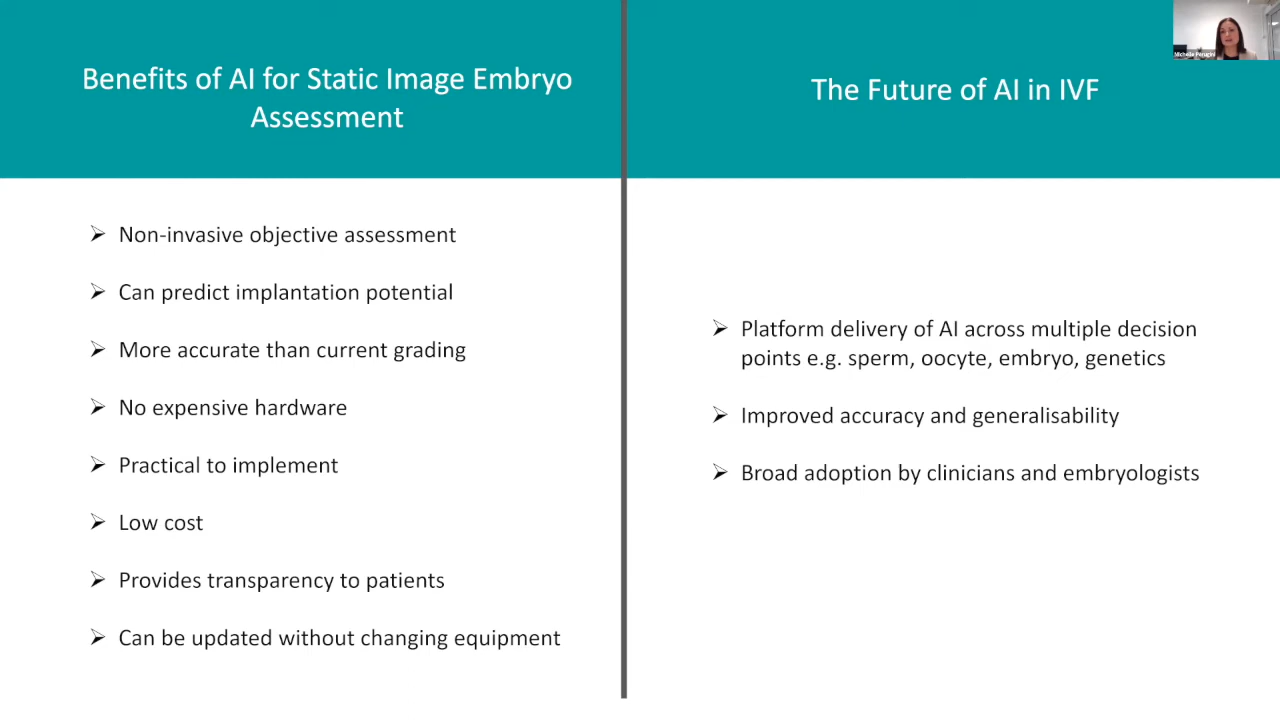 Benefits of AI for Static Image Embryo
Assessment
➢ Non-invasive objective assessment
➢ Can predict implantation potential
➢ More accurate than current grading
➢ No expensive hardware
➢ Practical to implement
➢ Low cost
➢ Provides transparency to patients
➢ Can be updated without changing equipment
The Future of AI in IVF
➢ Platform delivery of AI across multiple decision
points e.g. sperm, oocyte, embryo, genetics
➢ Improved accuracy and generalisability
➢ Broad adoption by clinicians and embryologists
Michelle Perugini